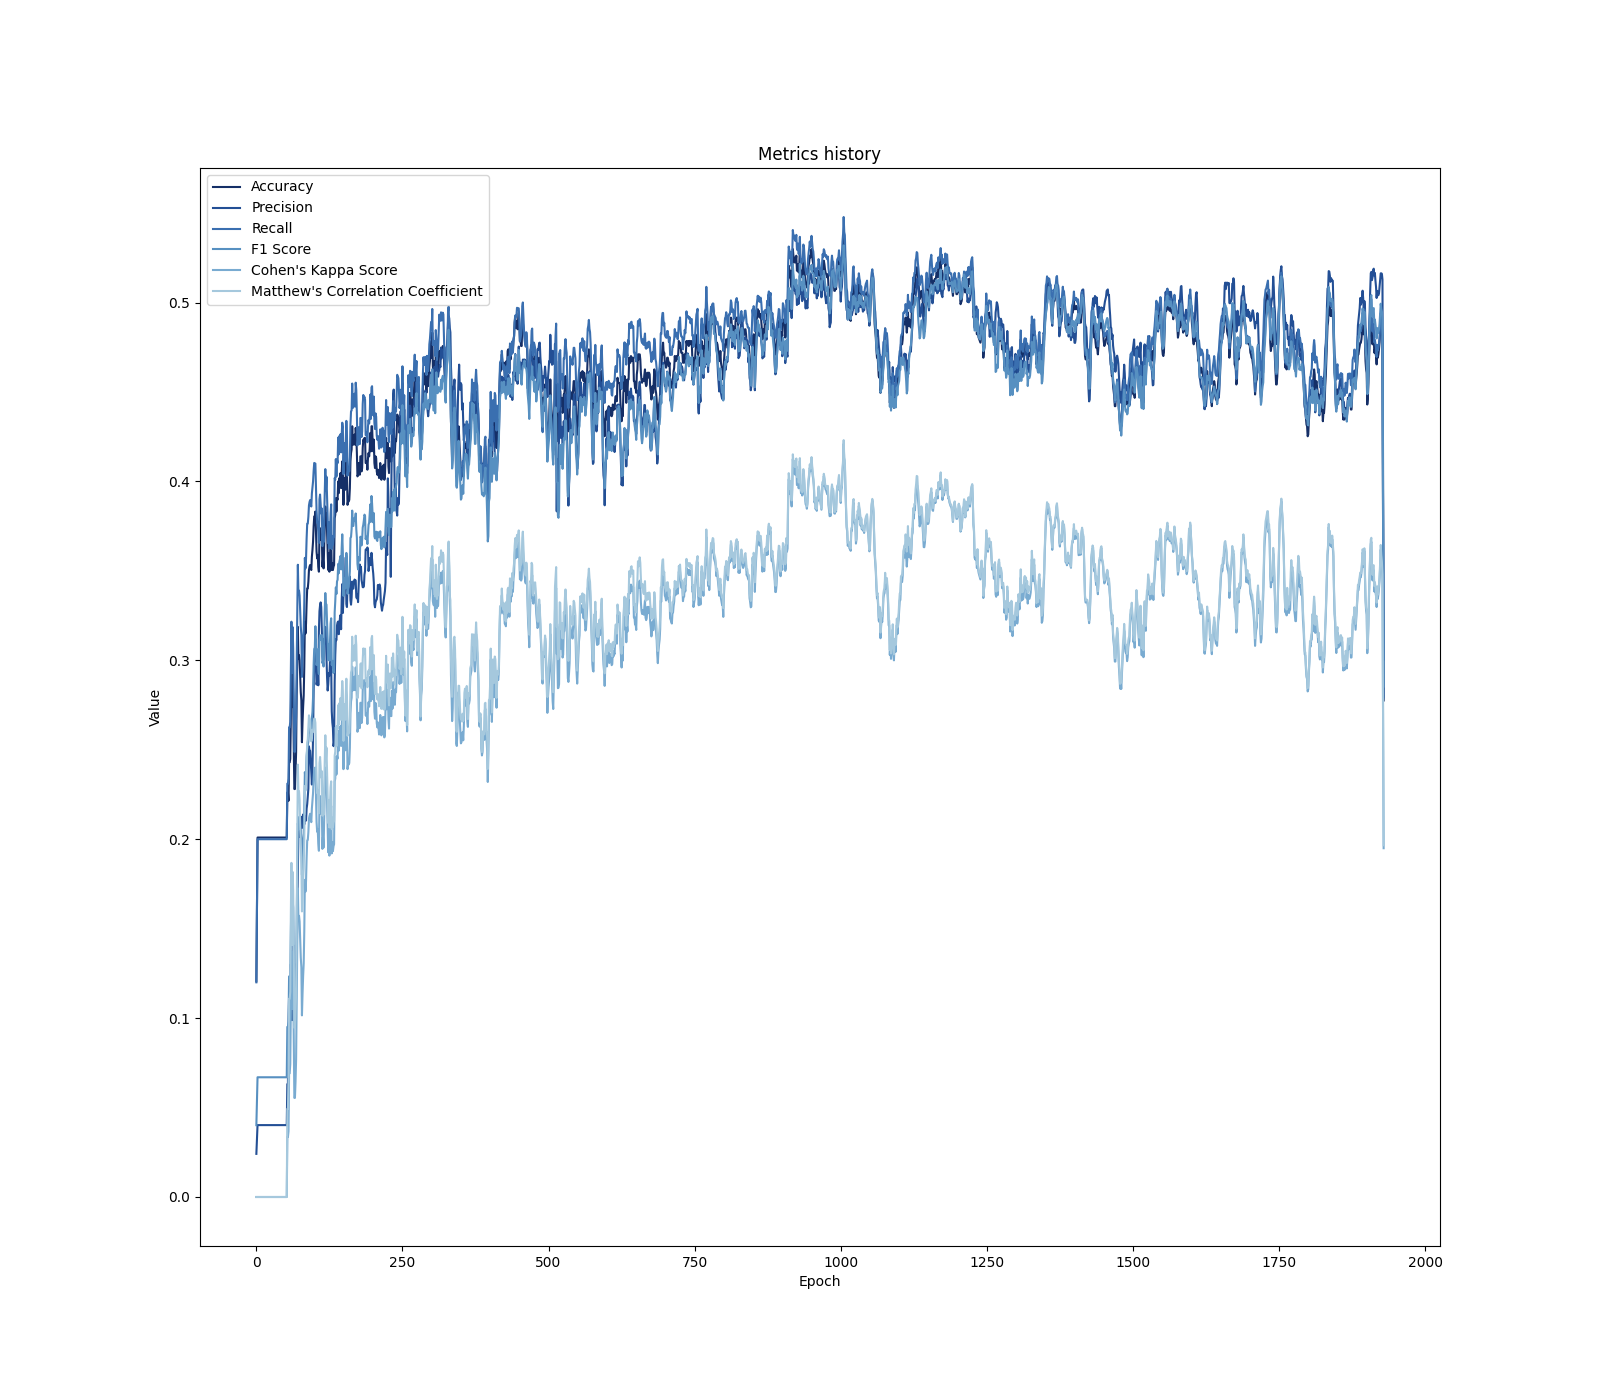 Metrics history
Accuracy
Precision
Recall
F1 Score
Cohen's Kappa Score
Matthew's Correlation Coefficient
0.5
0.4
0.3
0.2
0.1
0.0
Value
0 250 500 750 1000 1250 1500 1750 2000
Epoch